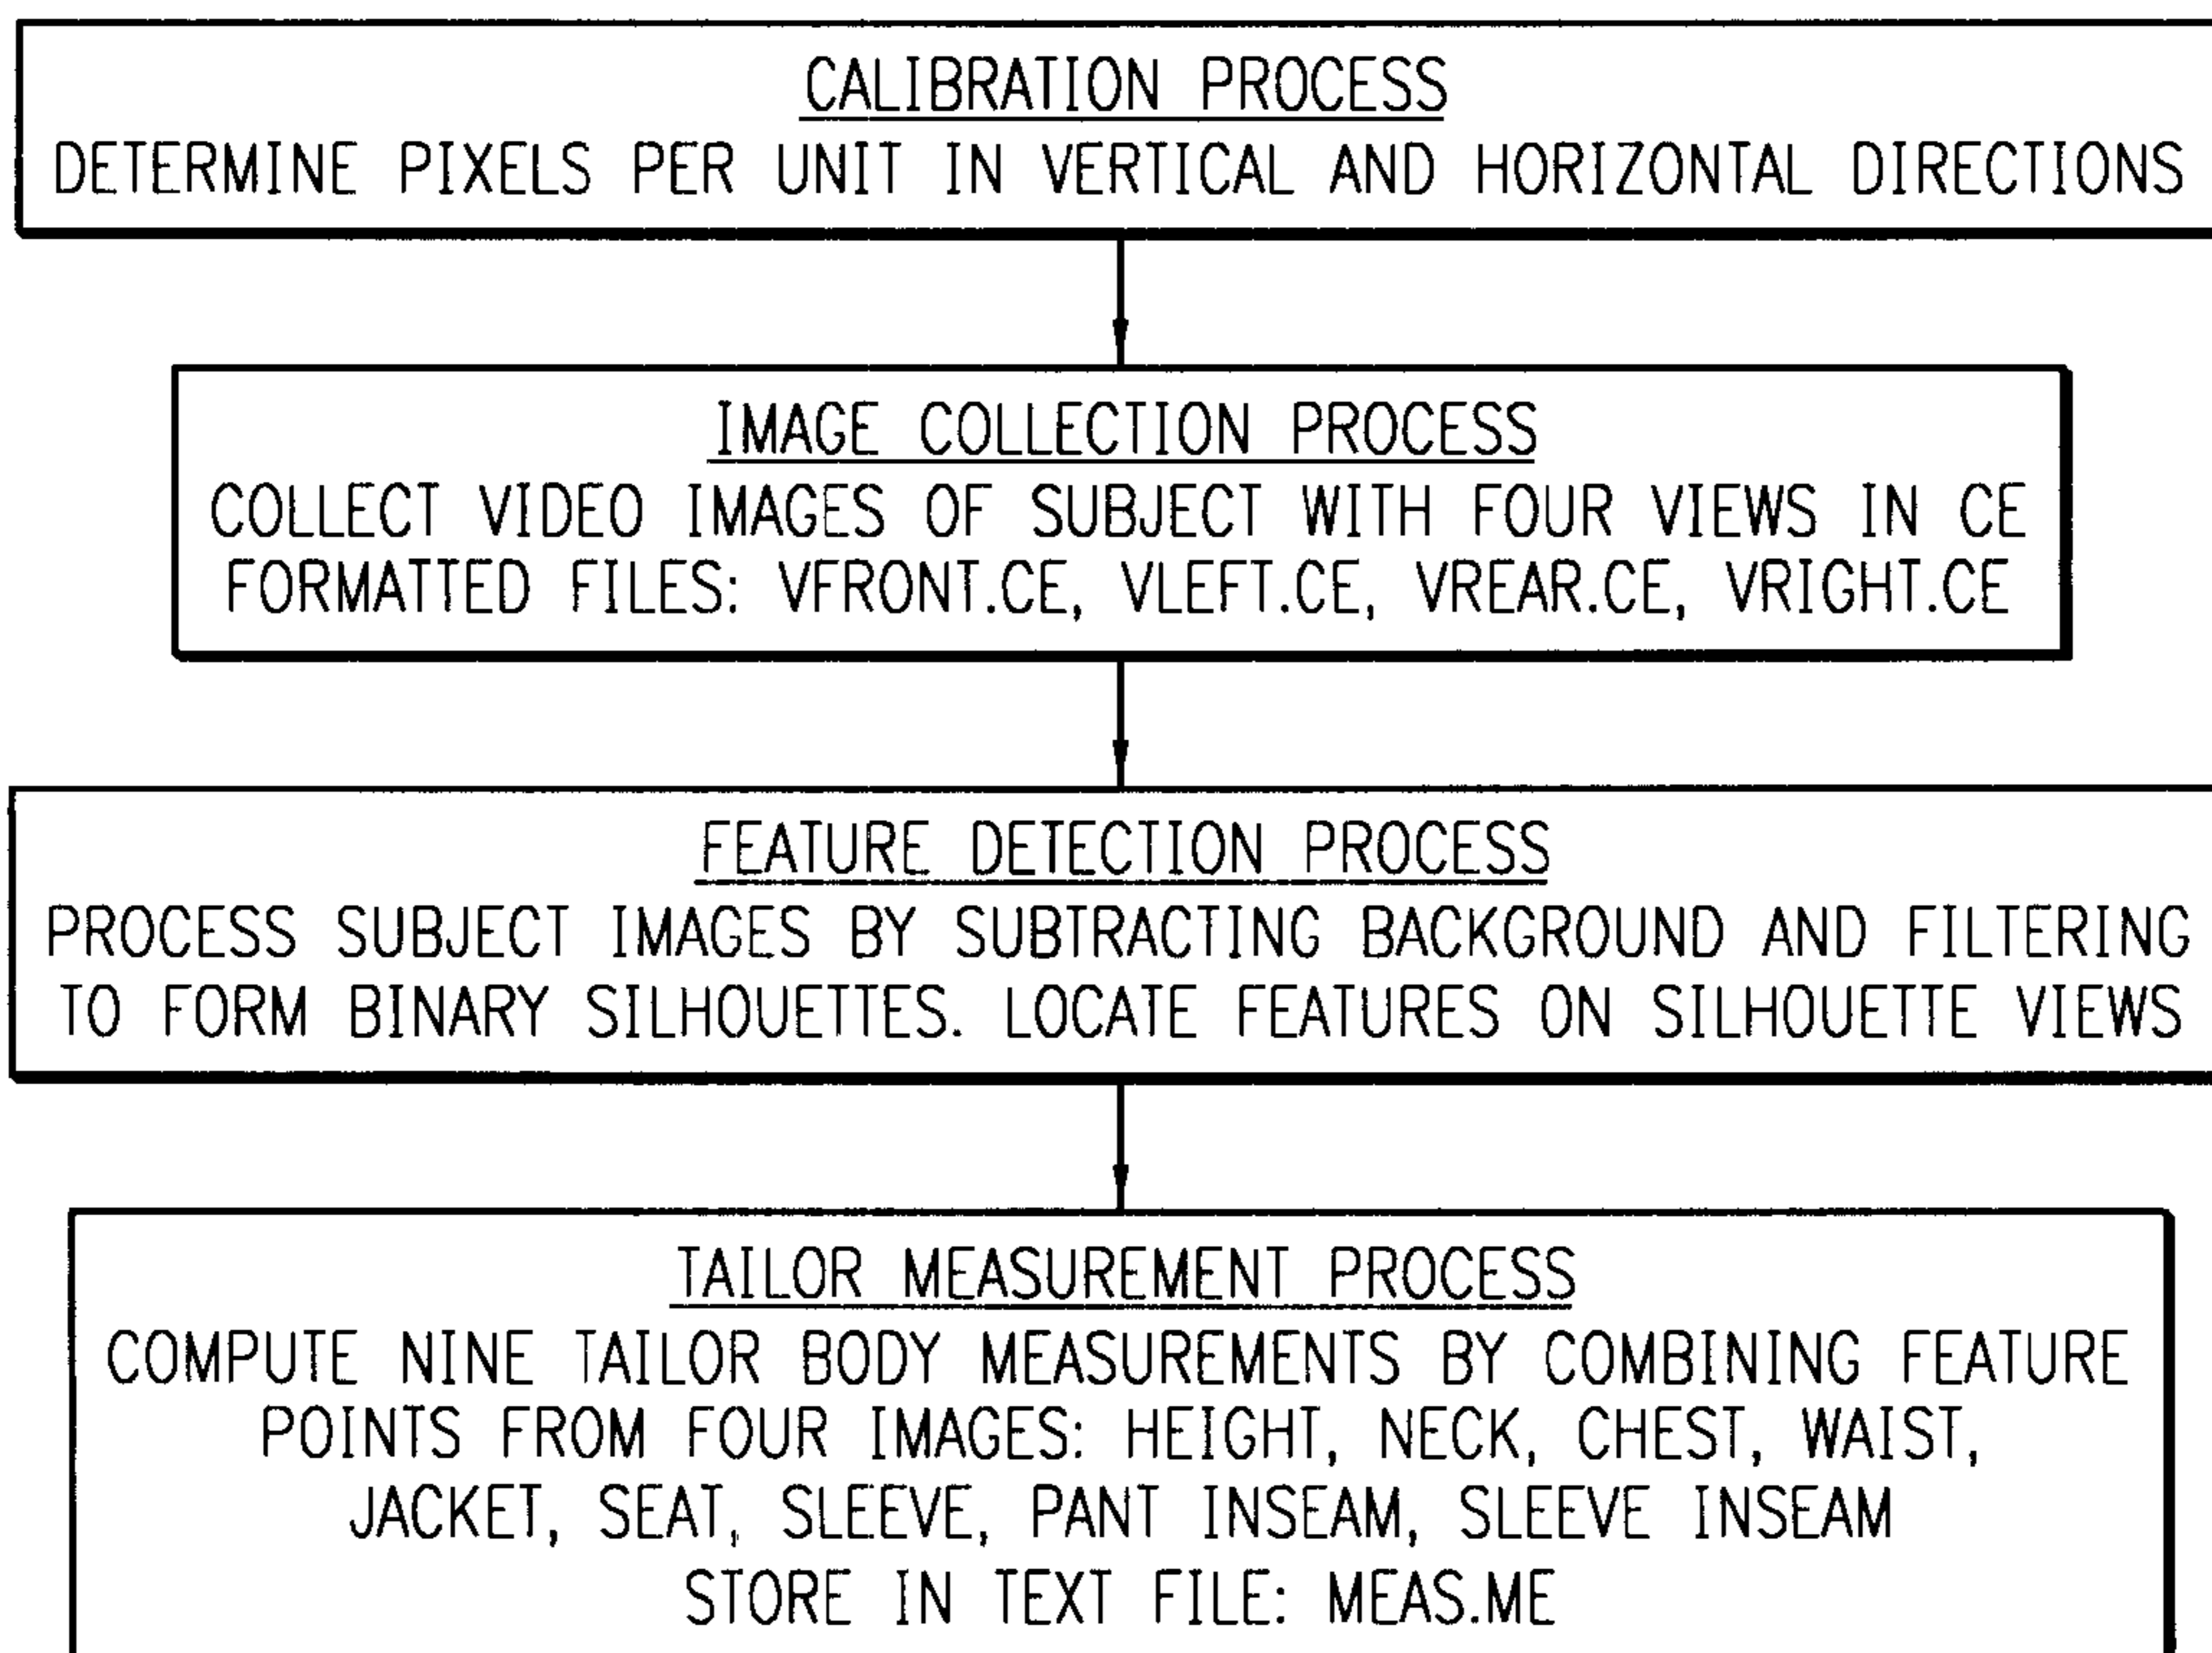 CALIBRATION PROCESS
DETERMINE PIXELS PER UNIT IN VERTICAL AND HORIZONTAL DIRECTIONS
IMAGE COLLECTION PROCESS
COLLECT VIDEO IMAGES OF SUBJECT WITH FOUR VIEWS IN CE
FORMATTED FILES: VFRONT.CE, VLEFT.CE, VREAR.CE, VRIGHT.CE
FEATURE DETECTION PROCESS
PROCESS SUBJECT IMAGES BY SUBTRACTING BACKGROUND AND FILTERING
TO FORM BINARY SILHOUETTES. LOCATE FEATURES ON SILHOUETTE VIEWS
TAILOR MEASUREMENT PROCESS
COMPUTE NINE TAILOR BODY MEASUREMENTS BY COMBINING FEATURE
POINTS FROM FOUR IMAGES: HEIGHT, NECK, CHEST, WAIST,
JACKET, SEAT, SLEEVE, PANT INSEAM, SLEEVE INSEAM
STORE IN TEXT FILE: MEAS.ME